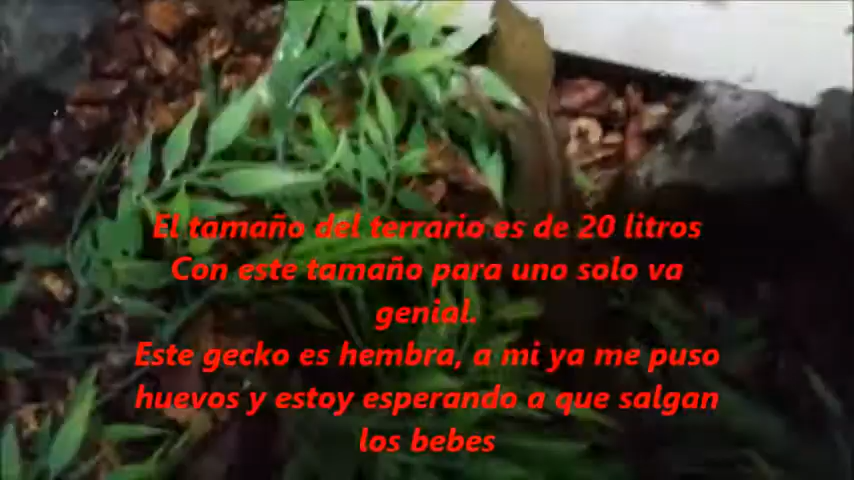 El tamaño del terrario es de 20 litros
Con este tamaño para uno solo va
genial.
Este gecko es hembra, a mi ya me puso
huevos y estoy esperando a que salgan
los bebes